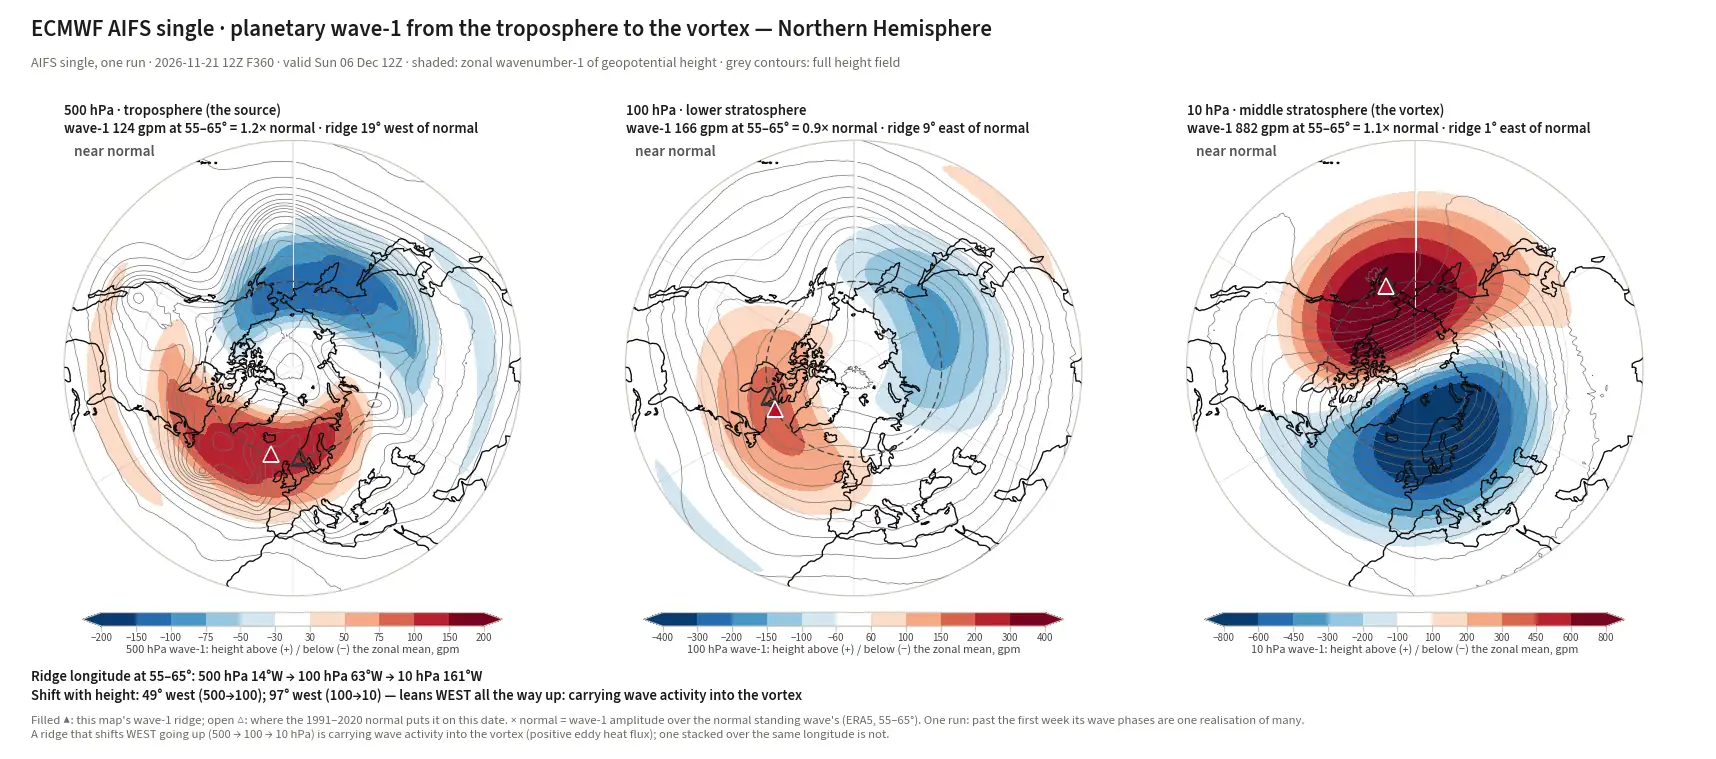 ECMWF AIFS single · planetary wave-1 from the troposphere to the vortex — Northern Hemisphere
AIFS single, one run · 2026-11-21 12Z F360 · valid Sun 06 Dec 12Z · shaded: zonal wavenumber-1 of geopotential height · grey contours: full height field
500 hPa · troposphere (the source)
wave-1 124 gpm at 55–65° = 1.2× normal · ridge 19° west of normal
near normal
100 hPa · lower stratosphere
wave-1 166 gpm at 55–65° = 0.9× normal · ridge 9° east of normal
near normal
10 hPa · middle stratosphere (the vortex)
wave-1 882 gpm at 55–65° = 1.1× normal · ridge 1° east of normal
near normal
−200 −150 −100 −75 −50 −30 30 50 75 100 150 200
500 hPa wave-1: height above (+) / below (−) the zonal mean, gpm
−400 −300 −200 −150 −100 −60 60 100 150 200 300 400
100 hPa wave-1: height above (+) / below (−) the zonal mean, gpm
−800 −600 −450 −300 −200 −100 100 200 300 450 600 800
10 hPa wave-1: height above (+) / below (−) the zonal mean, gpm
Ridge longitude at 55–65°: 500 hPa 14°W → 100 hPa 63°W → 10 hPa 161°W
Shift with height: 49° west (500→100); 97° west (100→10) — leans WEST all the way up: carrying wave activity into the vortex
Filled ▲: this map's wave-1 ridge; open △: where the 1991–2020 normal puts it on this date. × normal = wave-1 amplitude over the normal standing wave's (ERA5, 55–65°). One run: past the first week its wave phases are one realisation of many.
A ridge that shifts WEST going up (500 → 100 → 10 hPa) is carrying wave activity into the vortex (positive eddy heat flux); one stacked over the same longitude is not.